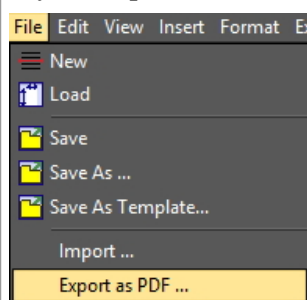 File Edit View Insert Format
New
Load
Save
Save As ...
Save As Template...
Import ...
Export as PDF ...